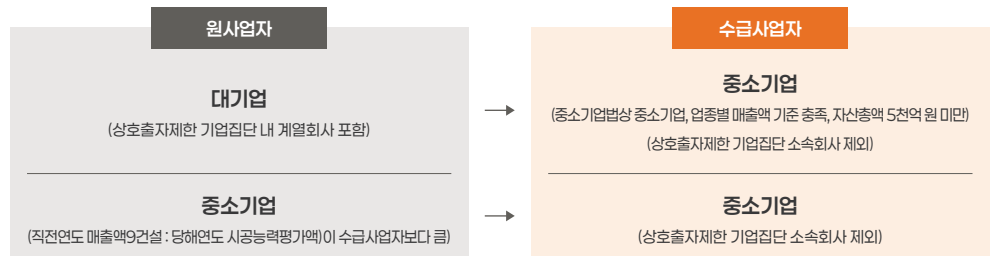 원사업자
대기업
(상호출자제한 기업집단 내 계열회사 포함)
중소기업
(직전연도 매출액9건설 : 당해연도 시공능력평가액)이 수급사업자보다 큼)
수급사업자
중소기업
(중소기업법상 중소기업, 업종별 매출액 기준 충족, 자산총액 5천억 원 미만)
(상호출자제한 기업집단 소속회사 제외)
중소기업
(상호출자제한 기업집단 소속회사 제외)